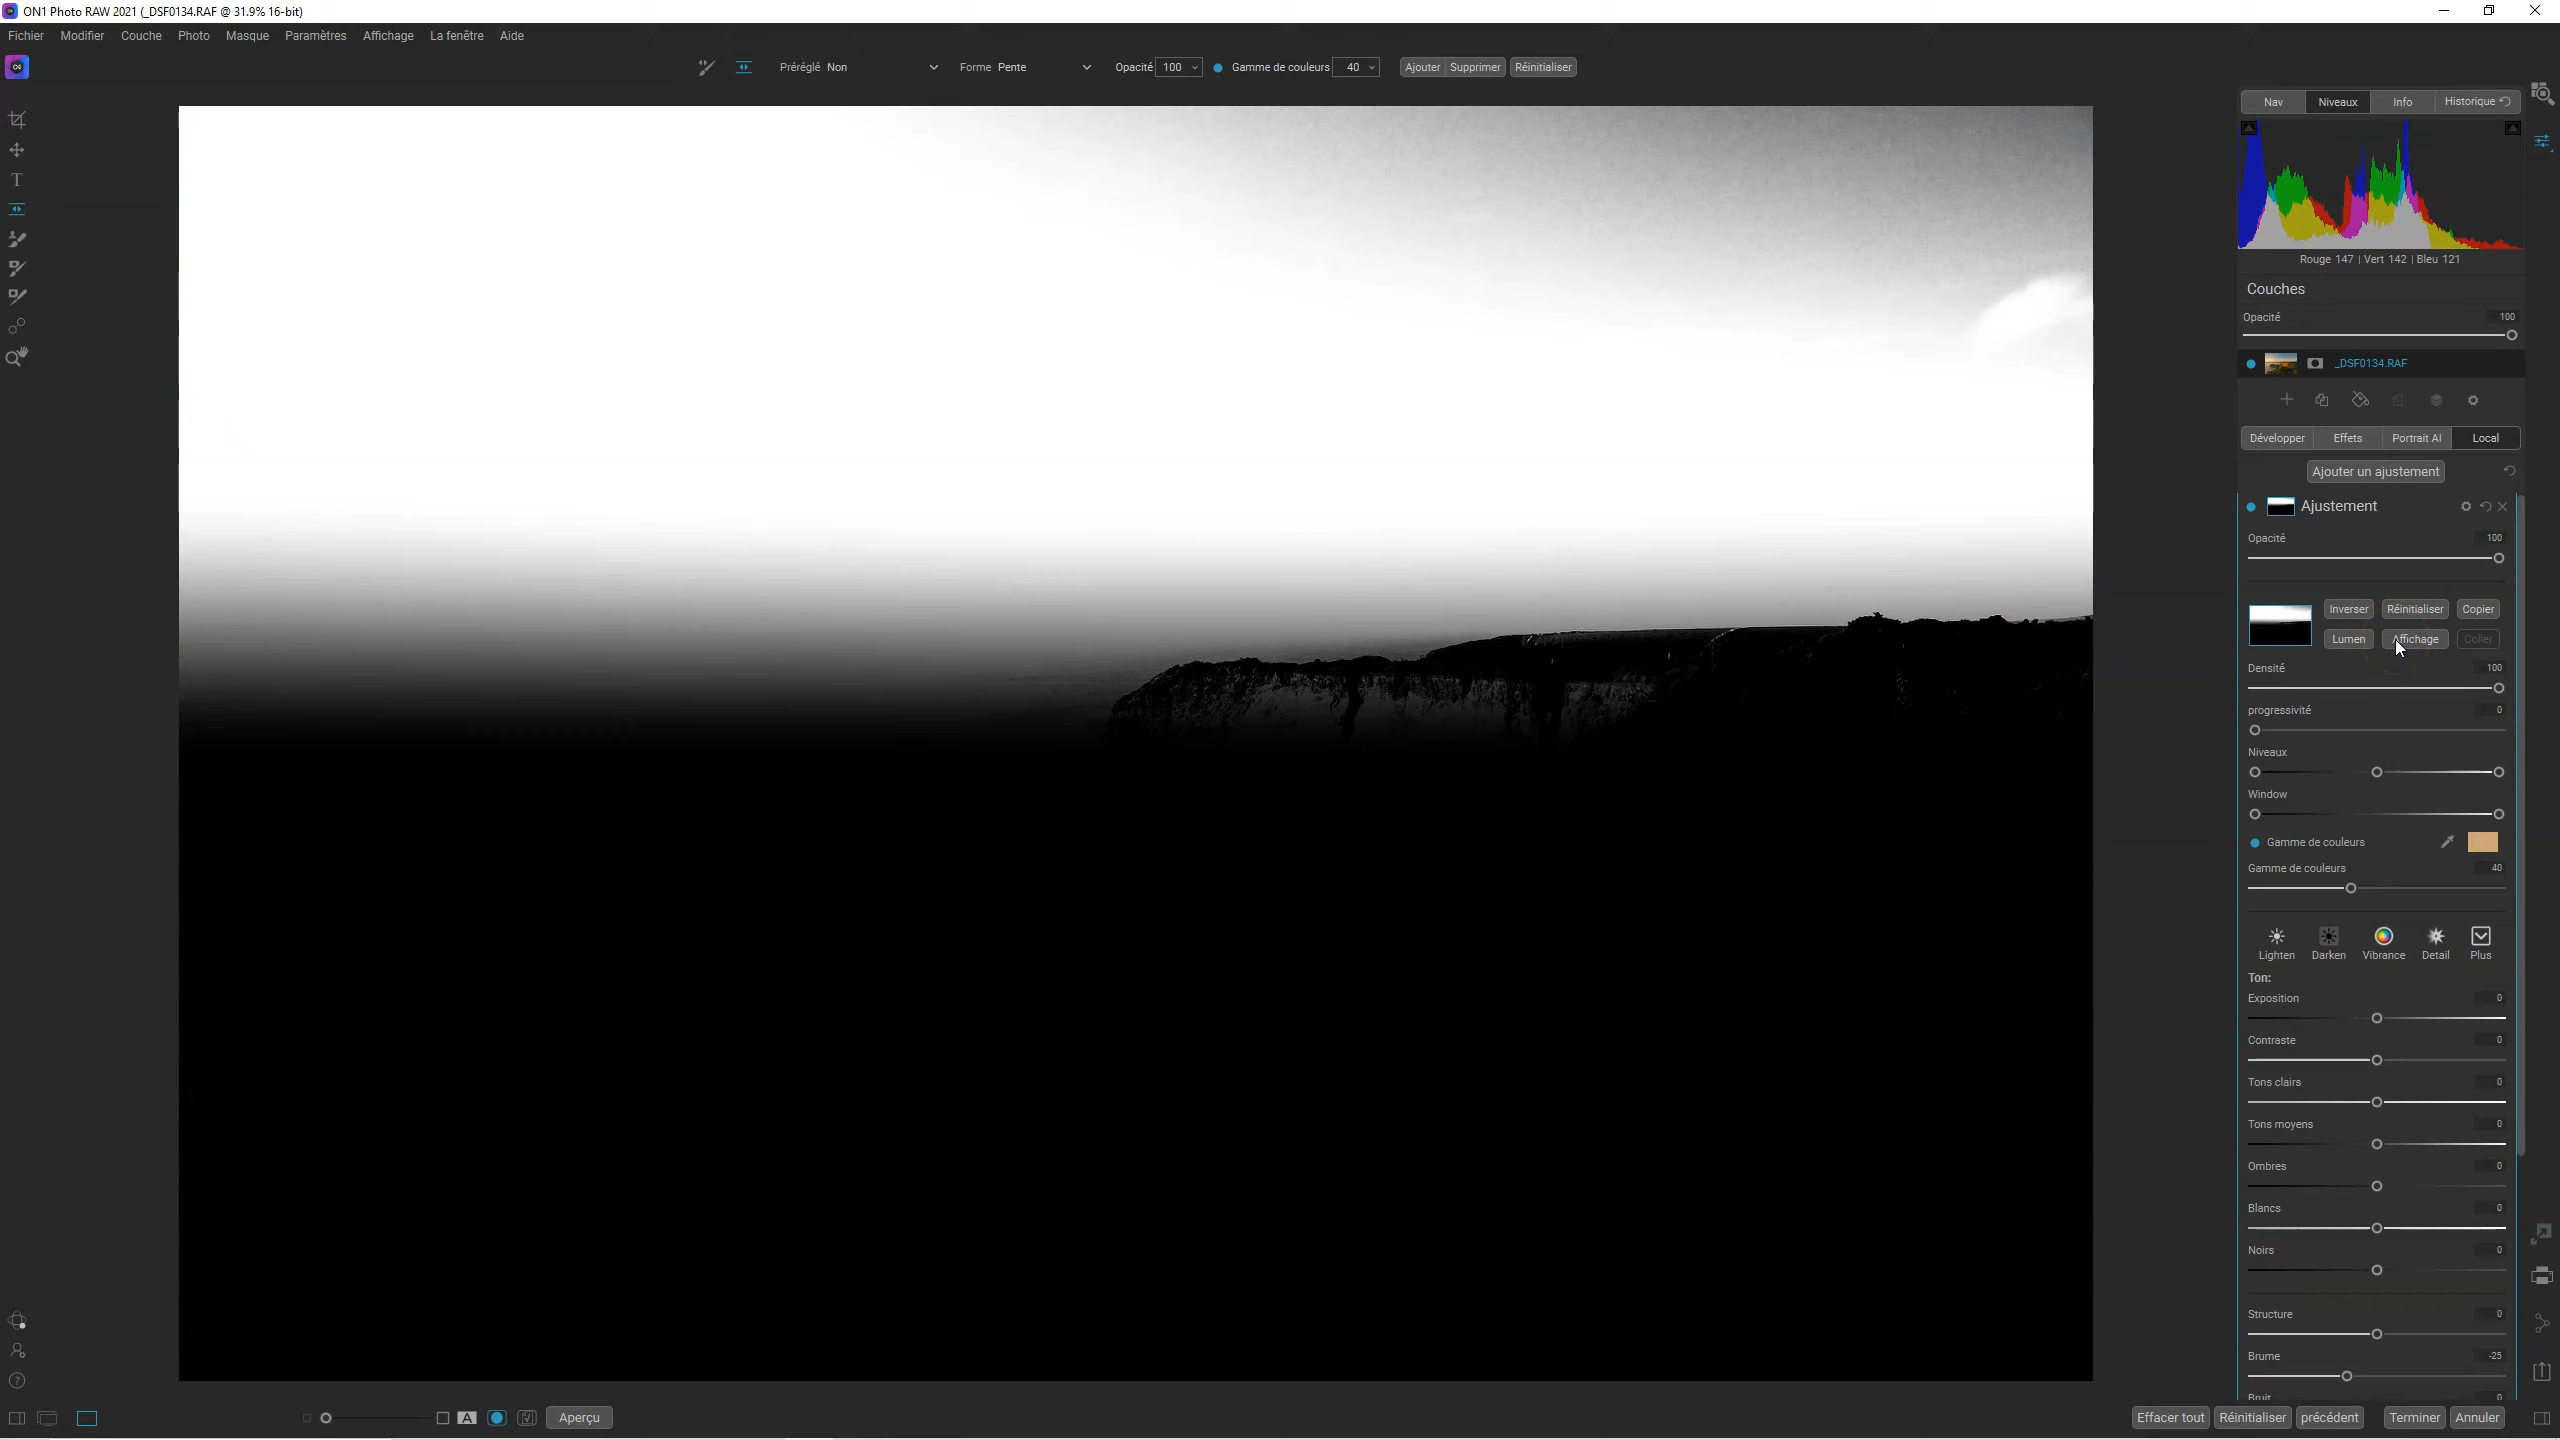 ON1 Photo RAW 2021 (_DSF0134.RAF @ 31.9% 16-bit)
Fichier Modifier Couche Photo Masque Paramètres Affichage La fenêtre Aide
Préréglé Non Forme Pente Opacité 100 Gamme de couleurs 40 Ajouter Supprimer Réinitialiser
Nav Niveaux Info Historique
Rouge 147 | Vert 142 | Bleu 121
Couches
Opacité 100
_DSF0134.RAF
Développer Effets Portrait AI Local
Ajouter un ajustement
Ajustement
Opacité 100
Inverser Réinitialiser Copier
Lumen Affichage Coller
Densité 100
progressivité 0
Niveaux
Window
Gamme de couleurs
Gamme de couleurs 40
Lighten Darken Vibrance Detail Plus
Ton:
Exposition 0
Contraste 0
Tons clairs 0
Tons moyens 0
Ombres 0
Blancs 0
Noirs 0
Structure 0
Brume -25
Bruit 0
A Aperçu Effacer tout Réinitialiser précédent Terminer Annuler